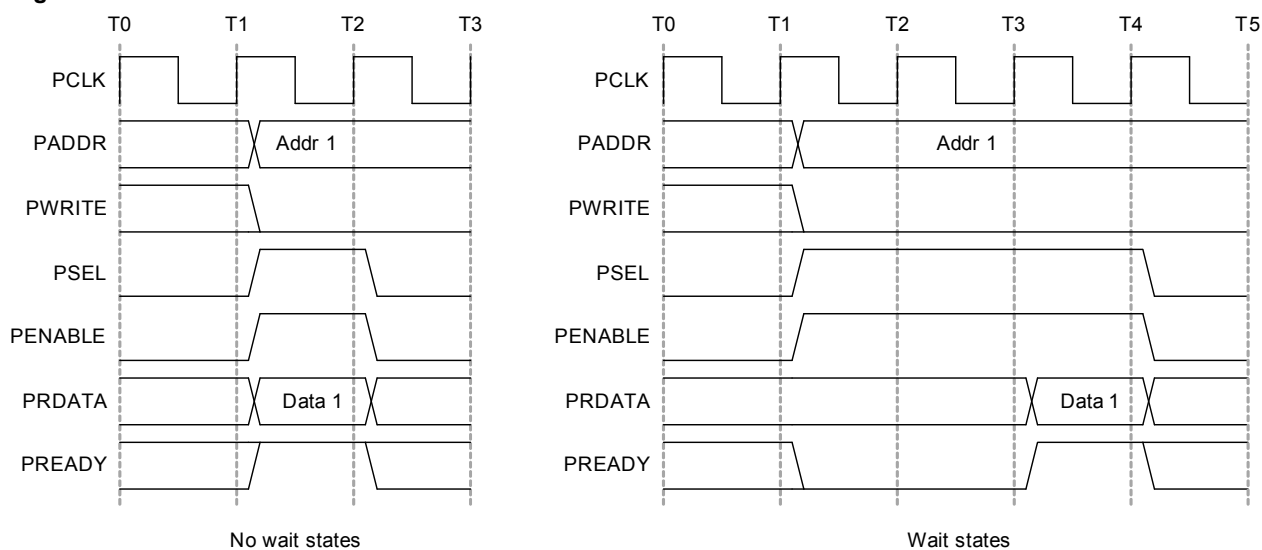 T0 T1 T2 T3
PCLK
PADDR Addr 1
PWRITE
PSEL
PENABLE
PRDATA Data 1
PREADY
No wait states
T0 T1 T2 T3 T4 T5
PCLK
PADDR Addr 1
PWRITE
PSEL
PENABLE
PRDATA Data 1
PREADY
Wait states